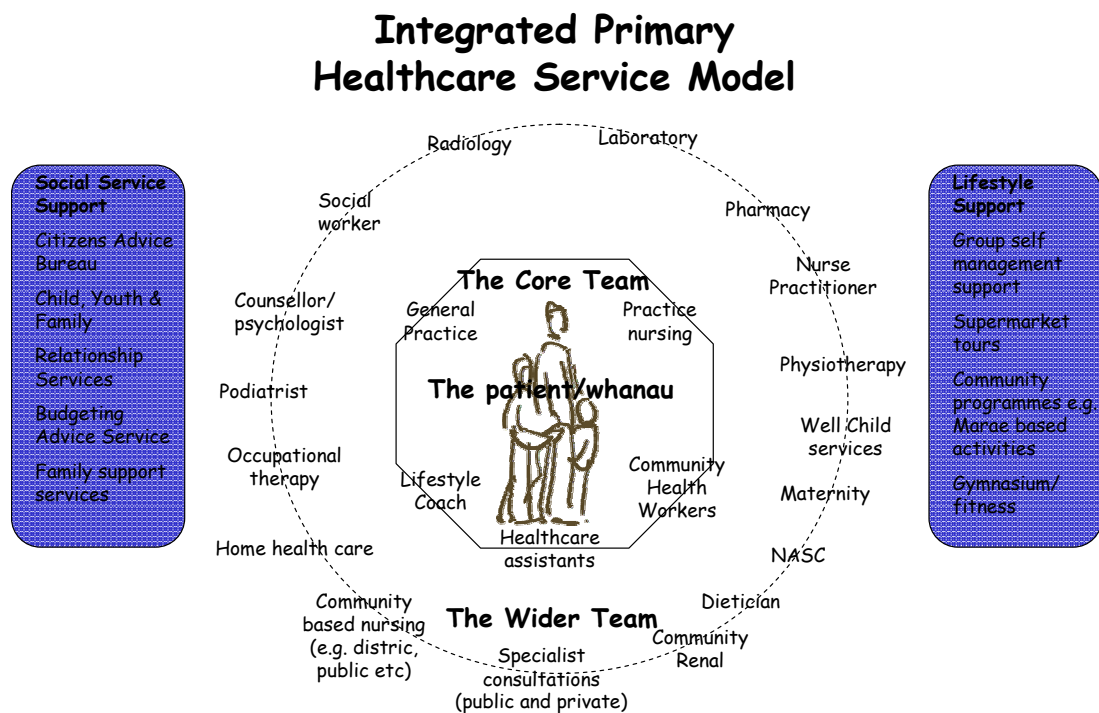 Integrated Primary
Healthcare Service Model
Radiology
Laboratory
Social
worker
Pharmacy
Nurse
Practitioner
Counsellor/
psychologist
Physiotherapy
Podiatrist
Well Child
services
Occupational
therapy
Maternity
Home health care
NASC
Community
based nursing
(e.g. distric,
public etc)
Dietician
The Wider Team
Community
Renal
Specialist
consultations
(public and private)
The Core Team
General
Practice
Practice
nursing
The patient/whanau
Lifestyle
Coach
Community
Health
Workers
Healthcare
assistants
Social Service
Support
Citizens Advice
Bureau
Child, Youth &
Family
Relationship
Services
Budgeting
Advice Service
Family support
services
Lifestyle
Support
Group self
management
support
Supermarket
tours
Community
programmes e.g.
Marae based
activities
Gymnasium/
fitness